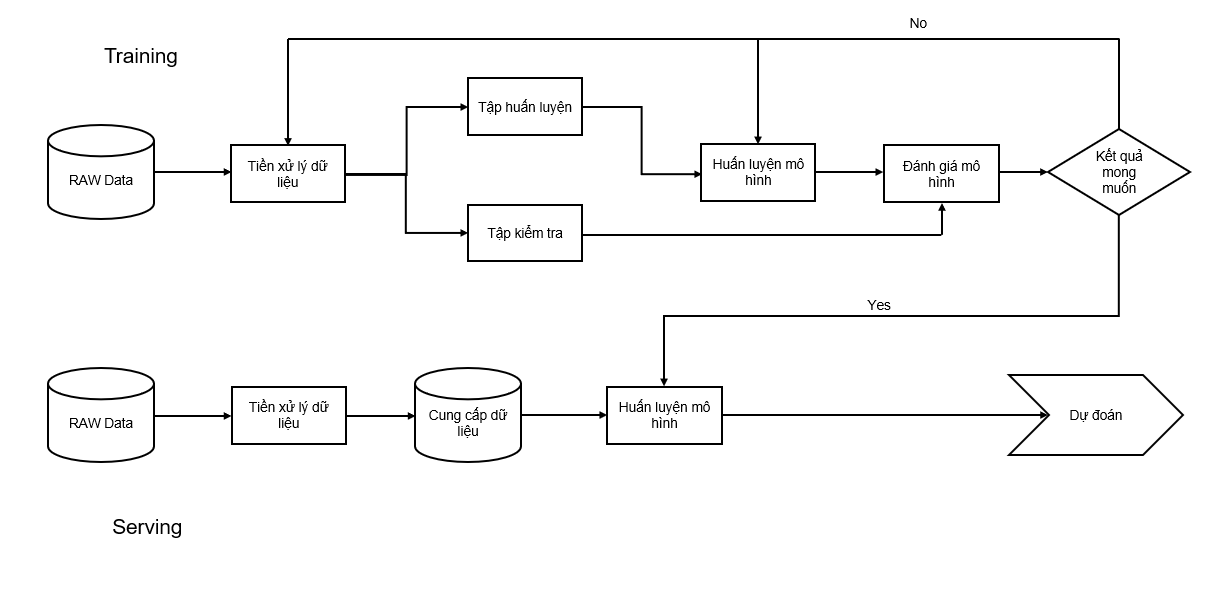 No
Training
Tập huấn luyện
RAW Data
Tiền xử lý dữ
liệu
Huấn luyện mô
hình
Đánh giá mô
hình
Kết quả
mong
muốn
Tập kiểm tra
Yes
RAW Data
Tiền xử lý dữ
liệu
Cung cấp dữ
liệu
Huấn luyện mô
hình
Dự đoán
Serving